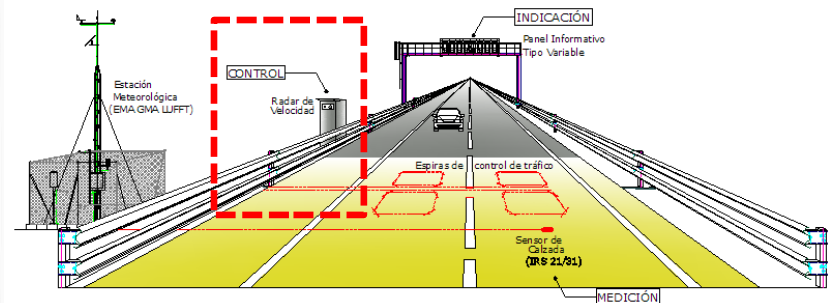 INDICACIÓN
Panel Informativo
Tipo Variable
CONTROL
Radar de
Velocidad
Estación
Meteorológica
(EMA GMA LUFFT)
Espiras de control de tráfico
Sensor de
Calzada
(IRS 21/31)
MEDICIÓN